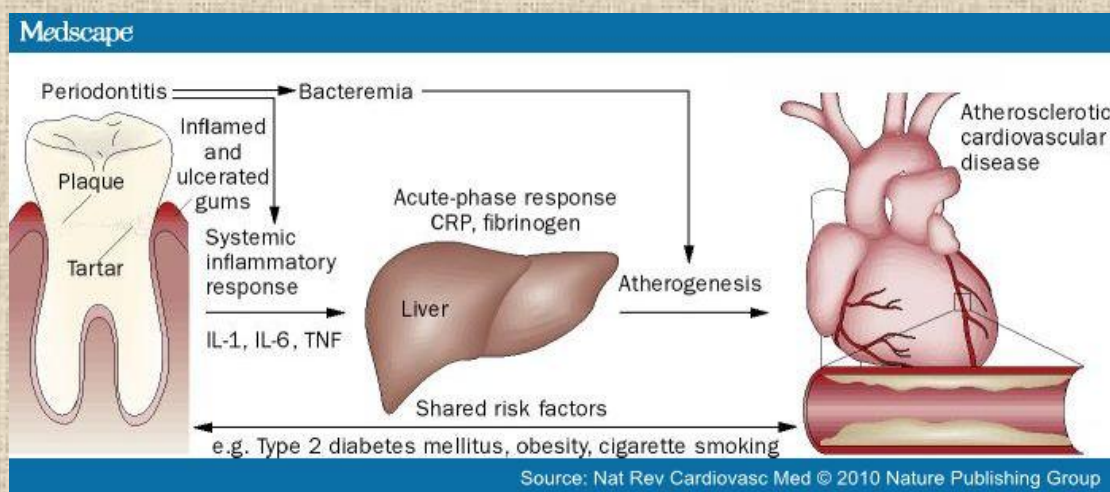 Medscape
Periodontitis
Bacteremia
Inflamed
and
ulcerated
gums
Plaque
Tartar
Systemic
inflammatory
response
IL-1, IL-6, TNF
Acute-phase response
CRP, fibrinogen
Liver
Atherogenesis
Atherosclerotic
cardiovascular
disease
Shared risk factors
e.g. Type 2 diabetes mellitus, obesity, cigarette smoking
Source: Nat Rev Cardiovasc Med © 2010 Nature Publishing Group